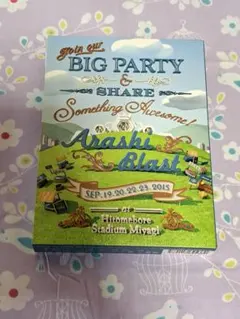 Join our
BIG PARTY
&
SHARE
Something Awesome!
Arashi
Blast
SEP. 19. 20. 22. 23. 2015
at
Hitomebore
Stadium Miyagi